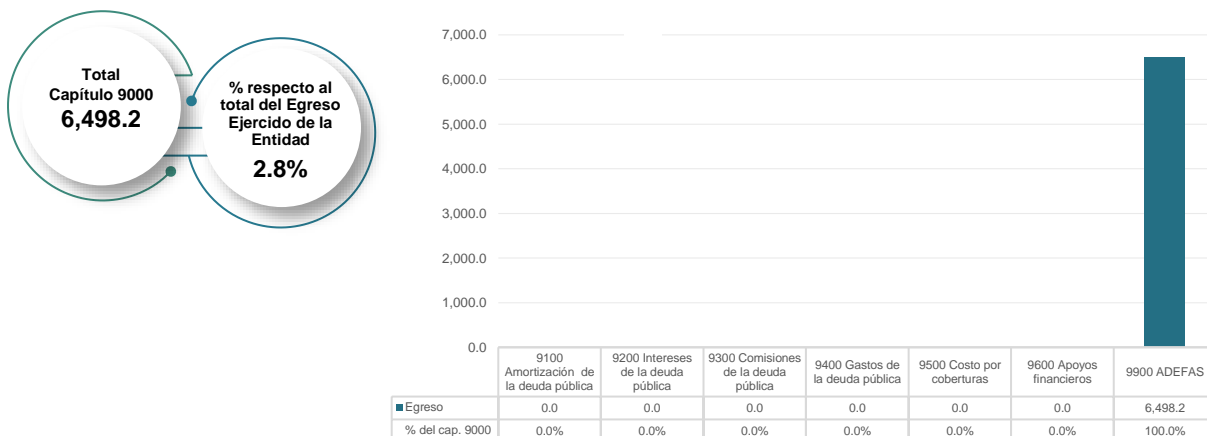 Total
Capítulo 9000
6,498.2
% respecto al
total del Egreso
Ejercido de la
Entidad
2.8%
7,000.0
6,000.0
5,000.0
4,000.0
3,000.0
2,000.0
1,000.0
0.0
9100
Amortización de
la deuda pública
9200 Intereses
de la deuda
pública
9300 Comisiones
de la deuda
pública
9400 Gastos de
la deuda pública
9500 Costo por
coberturas
9600 Apoyos
financieros
9900 ADEFAS
Egreso 0.0 0.0 0.0 0.0 0.0 0.0 6,498.2
% del cap. 9000 0.0% 0.0% 0.0% 0.0% 0.0% 0.0% 100.0%